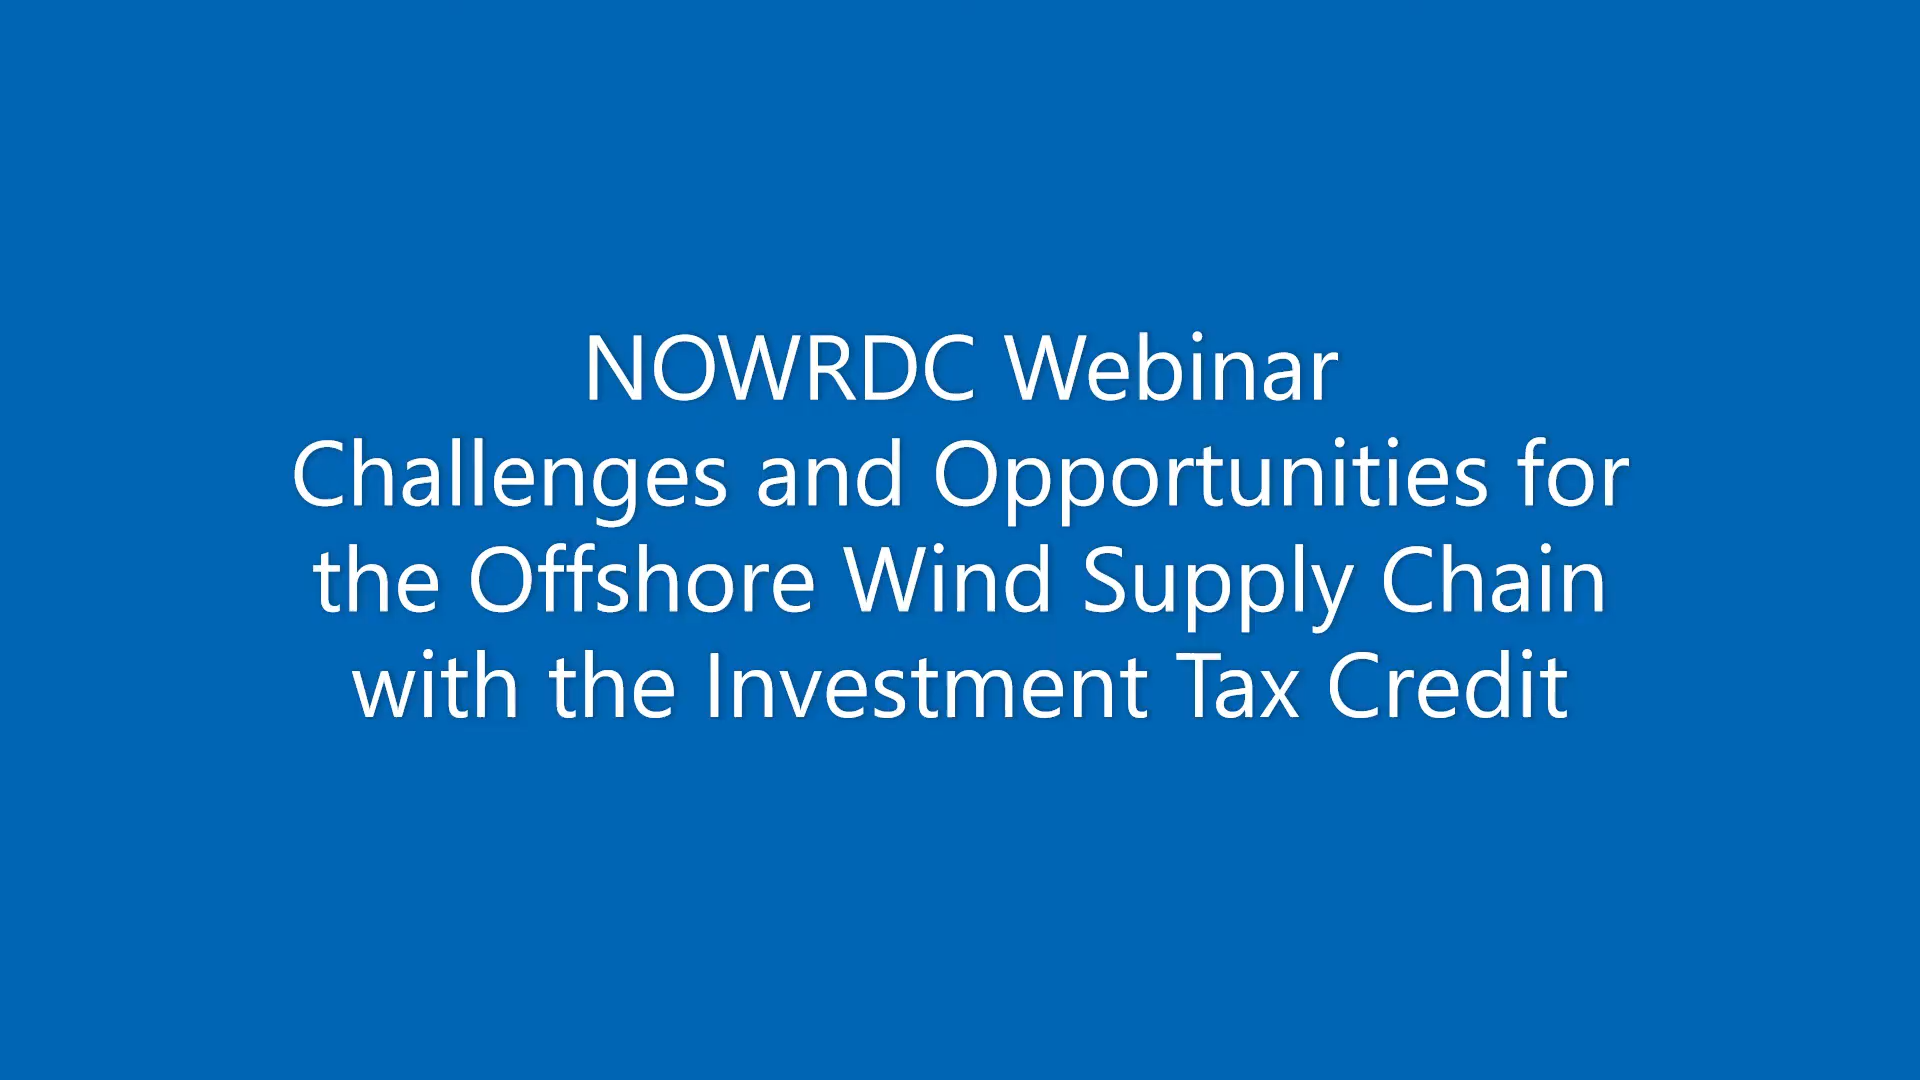 NOWRDC Webinar
Challenges and Opportunities for
the Offshore Wind Supply Chain
with the Investment Tax Credit